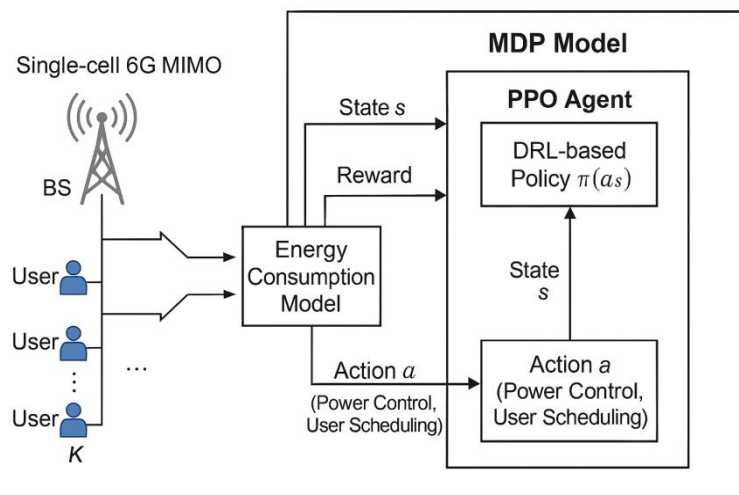 Single-cell 6G MIMO
BS
User
User
⋮
User
K
...
Energy
Consumption
Model
State s
Reward
Action a
(Power Control,
User Scheduling)
MDP Model
PPO Agent
DRL-based
Policy π(as)
State
s
Action a
(Power Control,
User Scheduling)